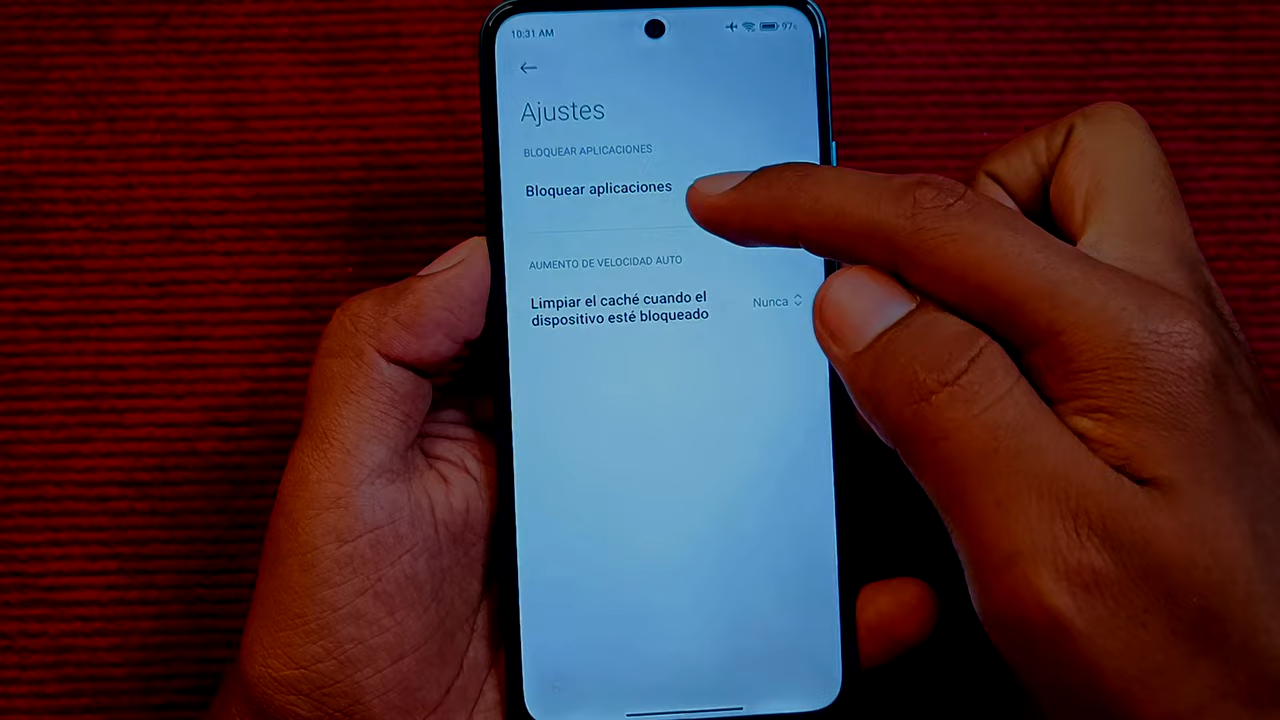 10:31 AM
97
Ajustes
BLOQUEAR APLICACIONES
Bloquear aplicaciones
AUMENTO DE VELOCIDAD AUTO
Limpiar el caché cuando el
dispositivo esté bloqueado
Nunca